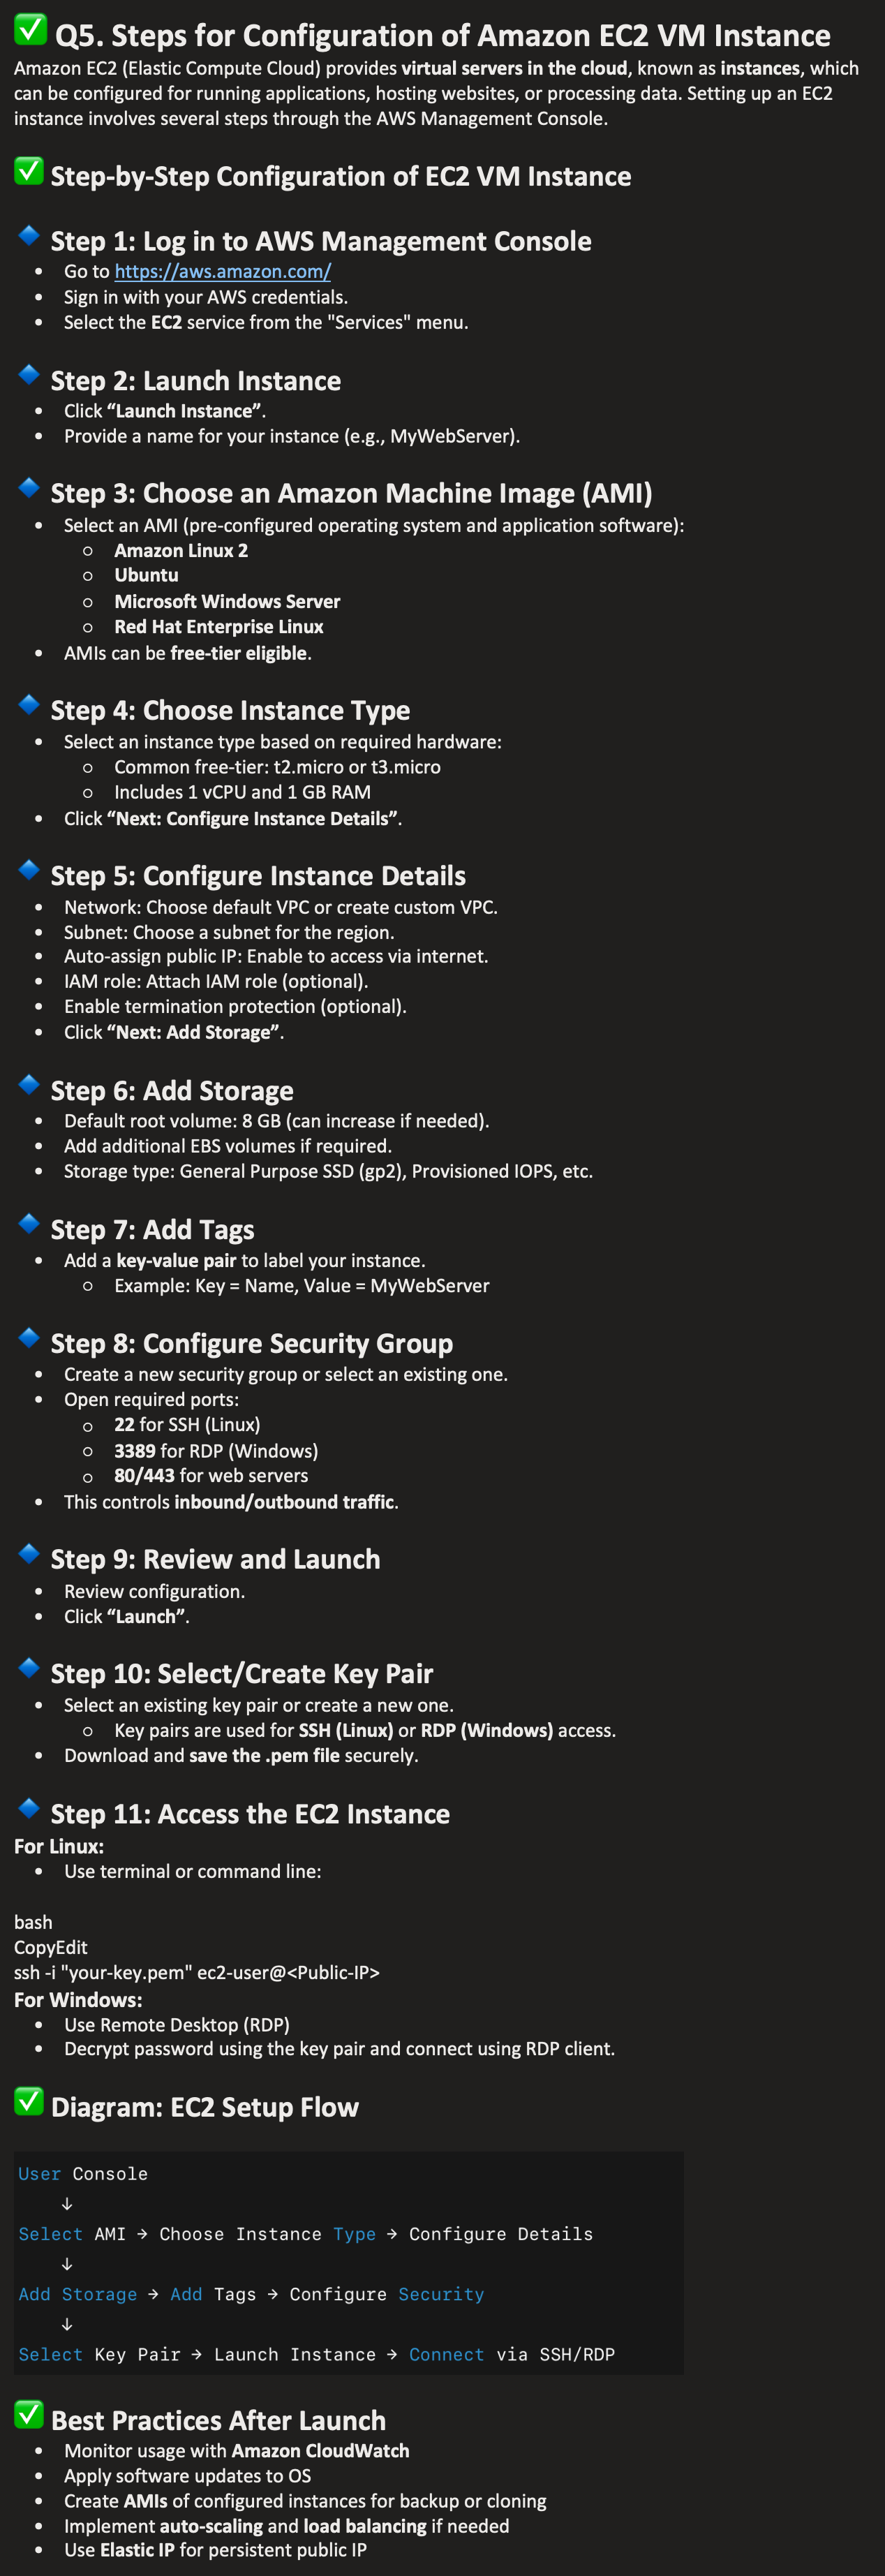 ✅ Q5. Steps for Configuration of Amazon EC2 VM Instance
Amazon EC2 (Elastic Compute Cloud) provides virtual servers in the cloud, known as instances, which
can be configured for running applications, hosting websites, or processing data. Setting up an EC2
instance involves several steps through the AWS Management Console.
✅ Step-by-Step Configuration of EC2 VM Instance
🔹 Step 1: Log in to AWS Management Console
• Go to https://aws.amazon.com/
• Sign in with your AWS credentials.
• Select the EC2 service from the "Services" menu.
🔹 Step 2: Launch Instance
• Click “Launch Instance”.
• Provide a name for your instance (e.g., MyWebServer).
🔹 Step 3: Choose an Amazon Machine Image (AMI)
• Select an AMI (pre-configured operating system and application software):
○ Amazon Linux 2
○ Ubuntu
○ Microsoft Windows Server
○ Red Hat Enterprise Linux
• AMIs can be free-tier eligible.
🔹 Step 4: Choose Instance Type
• Select an instance type based on required hardware:
○ Common free-tier: t2.micro or t3.micro
○ Includes 1 vCPU and 1 GB RAM
• Click “Next: Configure Instance Details”.
🔹 Step 5: Configure Instance Details
• Network: Choose default VPC or create custom VPC.
• Subnet: Choose a subnet for the region.
• Auto-assign public IP: Enable to access via internet.
• IAM role: Attach IAM role (optional).
• Enable termination protection (optional).
• Click “Next: Add Storage”.
🔹 Step 6: Add Storage
• Default root volume: 8 GB (can increase if needed).
• Add additional EBS volumes if required.
• Storage type: General Purpose SSD (gp2), Provisioned IOPS, etc.
🔹 Step 7: Add Tags
• Add a key-value pair to label your instance.
○ Example: Key = Name, Value = MyWebServer
🔹 Step 8: Configure Security Group
• Create a new security group or select an existing one.
• Open required ports:
○ 22 for SSH (Linux)
○ 3389 for RDP (Windows)
○ 80/443 for web servers
• This controls inbound/outbound traffic.
🔹 Step 9: Review and Launch
• Review configuration.
• Click “Launch”.
🔹 Step 10: Select/Create Key Pair
• Select an existing key pair or create a new one.
○ Key pairs are used for SSH (Linux) or RDP (Windows) access.
• Download and save the .pem file securely.
🔹 Step 11: Access the EC2 Instance
For Linux:
• Use terminal or command line:
bash
CopyEdit
ssh -i "your-key.pem" ec2-user@<Public-IP>
For Windows:
• Use Remote Desktop (RDP)
• Decrypt password using the key pair and connect using RDP client.
✅ Diagram: EC2 Setup Flow
User Console
↓
Select AMI → Choose Instance Type → Configure Details
↓
Add Storage → Add Tags → Configure Security
↓
Select Key Pair → Launch Instance → Connect via SSH/RDP
✅ Best Practices After Launch
• Monitor usage with Amazon CloudWatch
• Apply software updates to OS
• Create AMIs of configured instances for backup or cloning
• Implement auto-scaling and load balancing if needed
• Use Elastic IP for persistent public IP